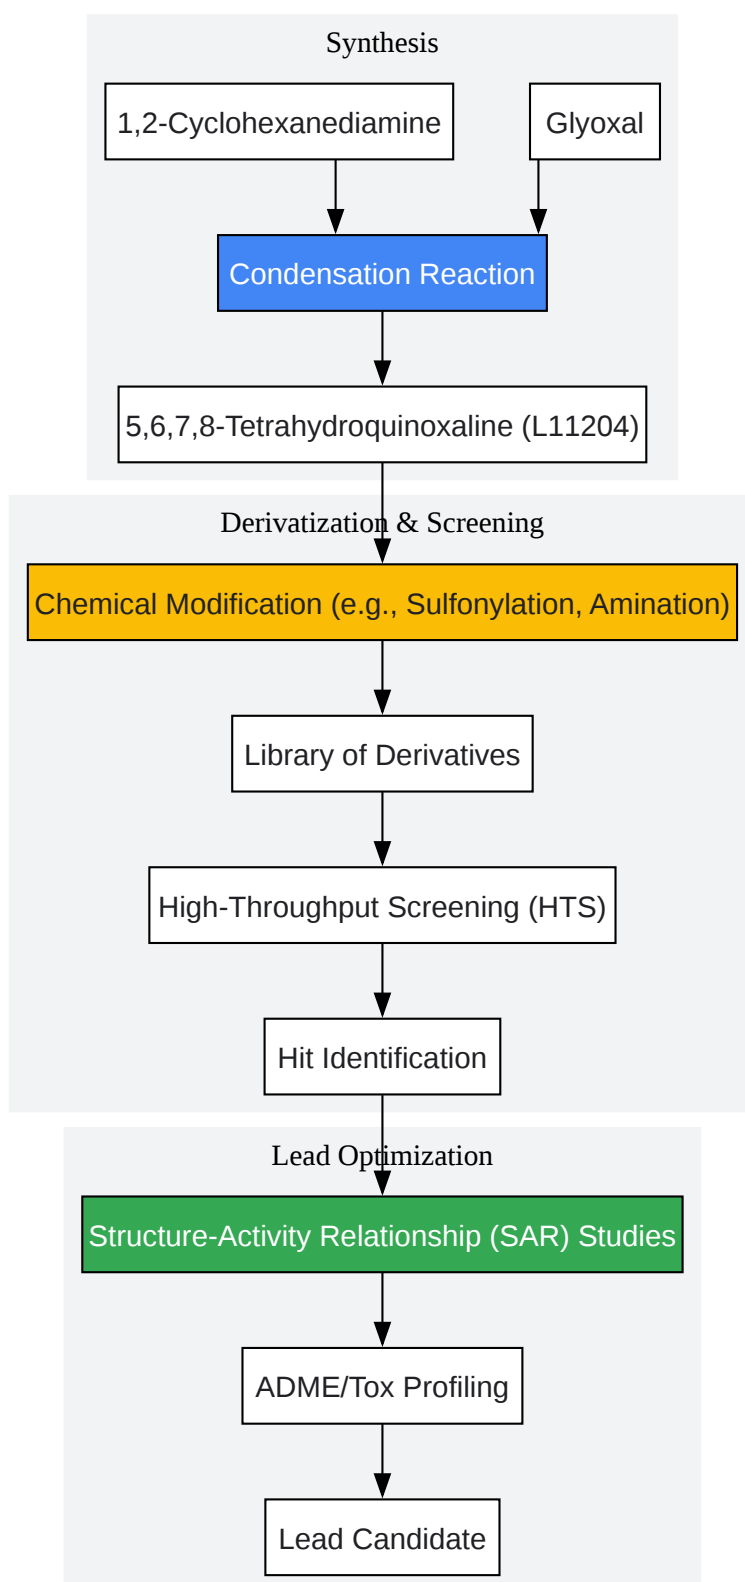 Synthesis
1,2-Cyclohexanediamine
Glyoxal
Condensation Reaction
5,6,7,8-Tetrahydroquinoxaline (L11204)
Derivatization & Screening
Chemical Modification (e.g., Sulfonylation, Amination)
Library of Derivatives
High-Throughput Screening (HTS)
Hit Identification
Lead Optimization
Structure-Activity Relationship (SAR) Studies
ADME/Tox Profiling
Lead Candidate